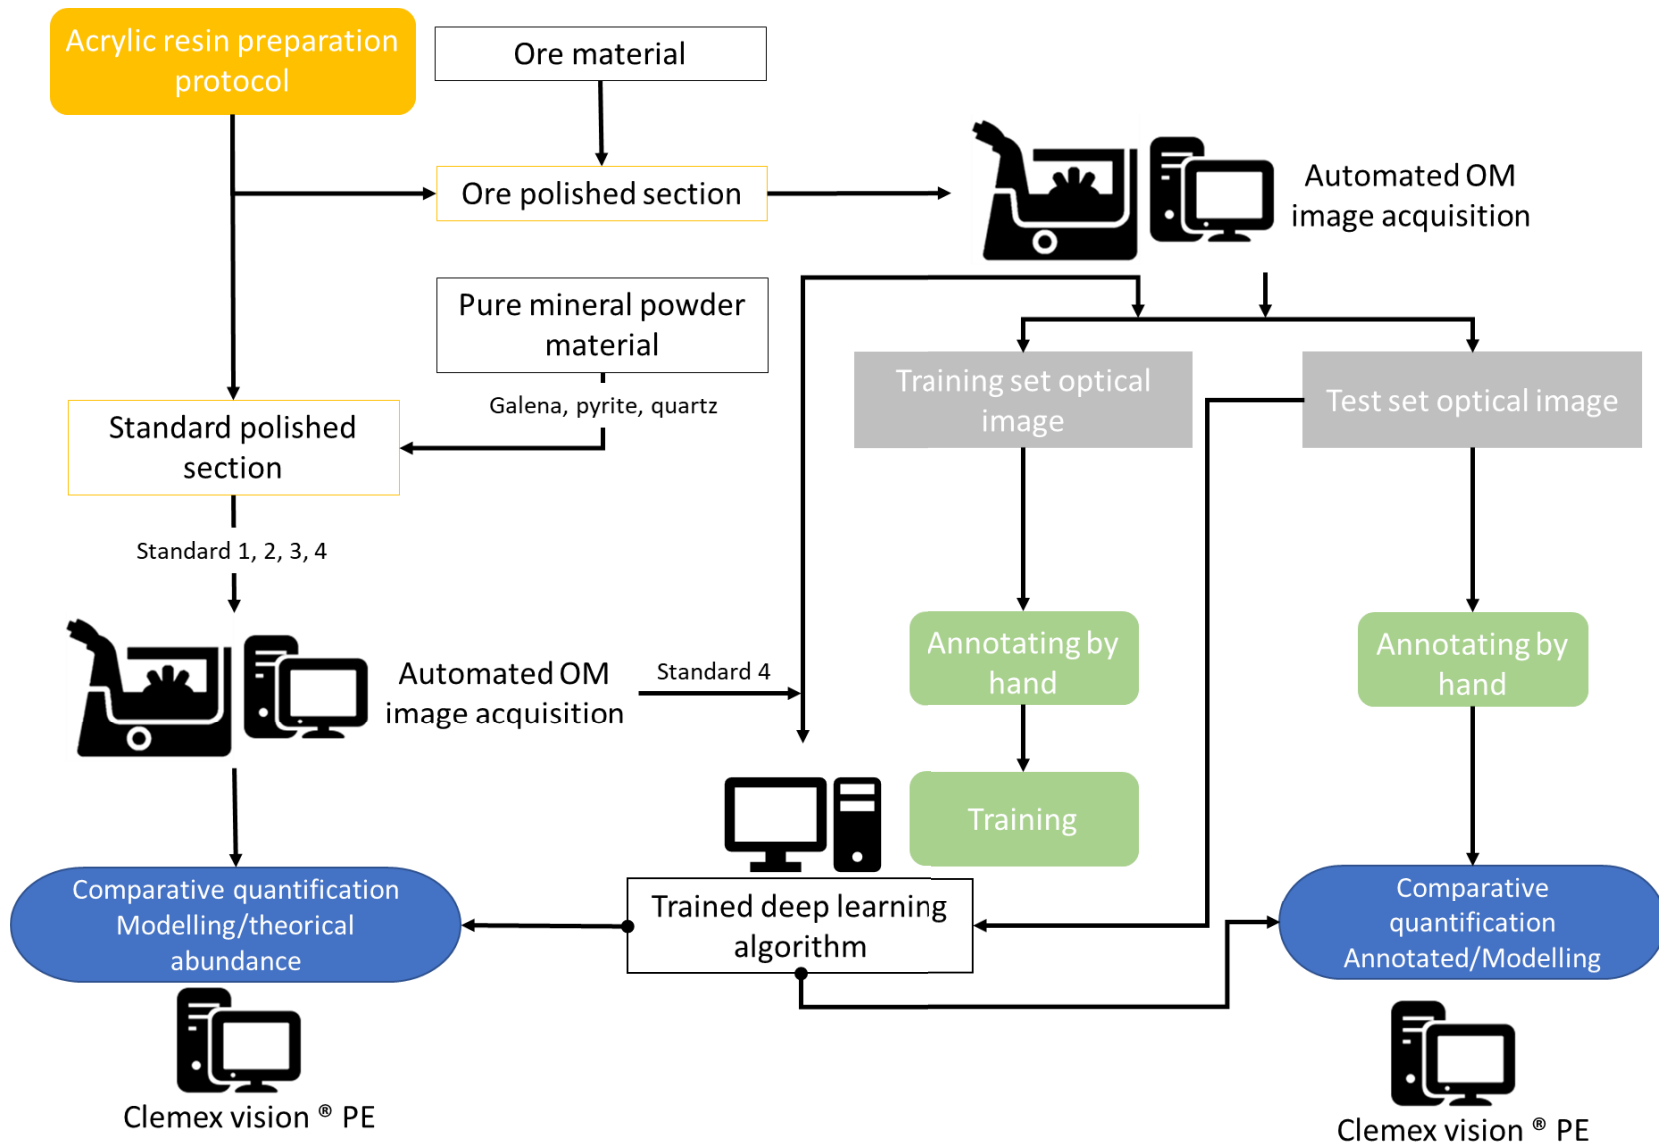 Acrylic resin preparation
protocol
Ore material
Ore polished section
Automated OM
image acquisition
Pure mineral powder
material
Galena, pyrite, quartz
Training set optical
image
Test set optical image
Standard polished
section
Standard 1, 2, 3, 4
Automated OM
image acquisition
Standard 4
Annotating by
hand
Annotating by
hand
Training
Trained deep learning
algorithm
Comparative quantification
Modelling/theorical
abundance
Comparative
quantification
Annotated/Modelling
Clemex vision ® PE
Clemex vision ® PE